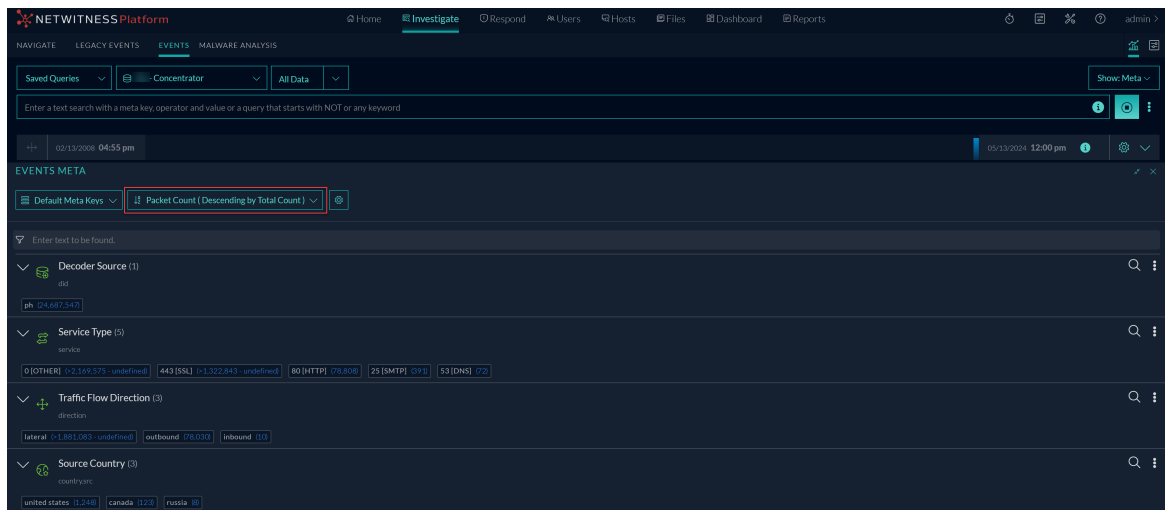 NETWITNESS Platform Home Investigate Respond Users Hosts Files Dashboard Reports admin >
NAVIGATE LEGACY EVENTS EVENTS MALWARE ANALYSIS
Saved Queries - Concentrator All Data Show: Meta
Enter a text search with a meta key, operator and value or a query that starts with NOT or any keyword
02/13/2008 04:55 pm 05/13/2024 12:00 pm
EVENTS META
Default Meta Keys Packet Count ( Descending by Total Count )
Enter text to be found.
Decoder Source (1)
did
ph (24,687,547)
Service Type (5)
service
0 [OTHER] (>2,169,575 - undefined) 443 [SSL] (>1,322,843 - undefined) 80 [HTTP] (78,808) 25 [SMTP] (391) 53 [DNS] (72)
Traffic Flow Direction (3)
direction
lateral (>1,881,083 - undefined) outbound (78,030) inbound (10)
Source Country (3)
country.src
united states (1,248) canada (123) russia (8)